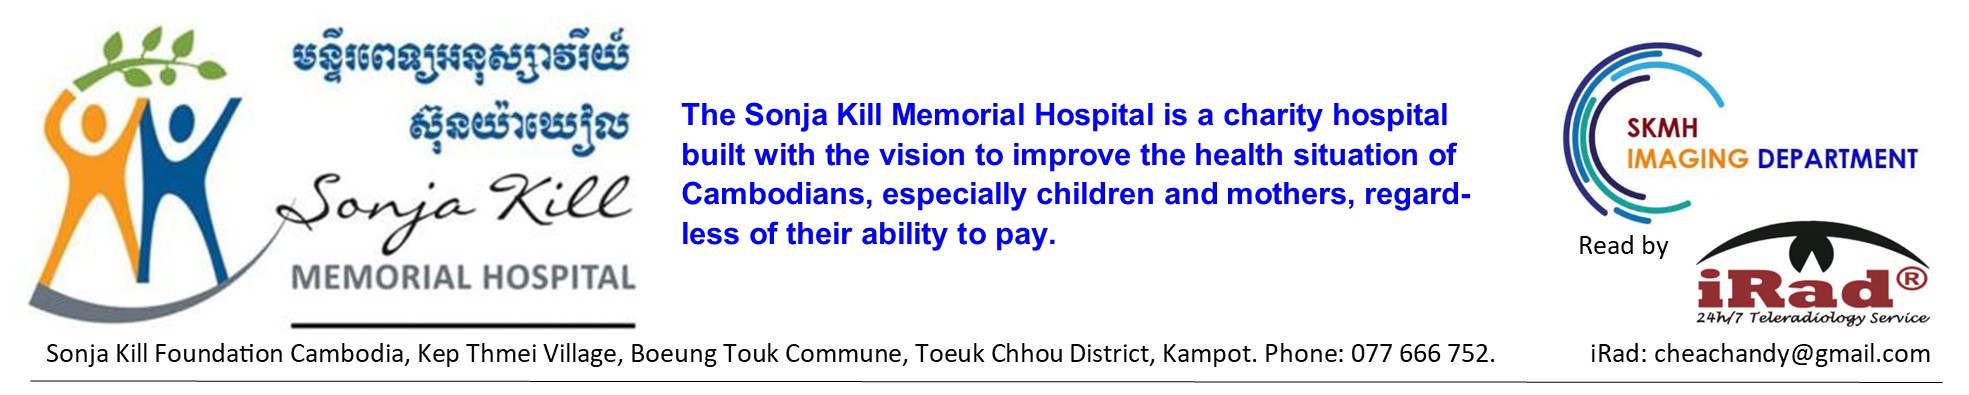 មន្ទីរពេទ្យអនុស្សាវរីយ៍
ស៊ុនយ៉ាឃៀល
Sonja Kill
MEMORIAL HOSPITAL
The Sonja Kill Memorial Hospital is a charity hospital
built with the vision to improve the health situation of
Cambodians, especially children and mothers, regard-
less of their ability to pay.
SKMH
IMAGING DEPARTMENT
Read by
iRad®
24h/7 Teleradiology Service
Sonja Kill Foundation Cambodia, Kep Thmei Village, Boeung Touk Commune, Toeuk Chhou District, Kampot. Phone: 077 666 752.
iRad: cheachandy@gmail.com